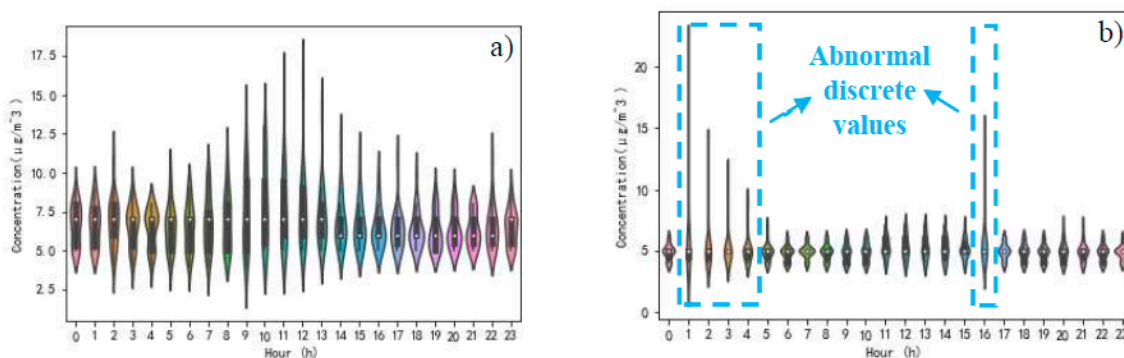 a)
Concentration(μg/m^3 )
17.5
15.0
12.5
10.0
7.5
5.0
2.5
0 1 2 3 4 5 6 7 8 9 10 11 12 13 14 15 16 17 18 19 20 21 22 23
Hour (h)
b)
Abnormal
discrete
values
Concentration(μg/m^3 )
20
15
10
5
0
0 1 2 3 4 5 6 7 8 9 10 11 12 13 14 15 16 17 18 19 20 21 22 23
Hour (h)